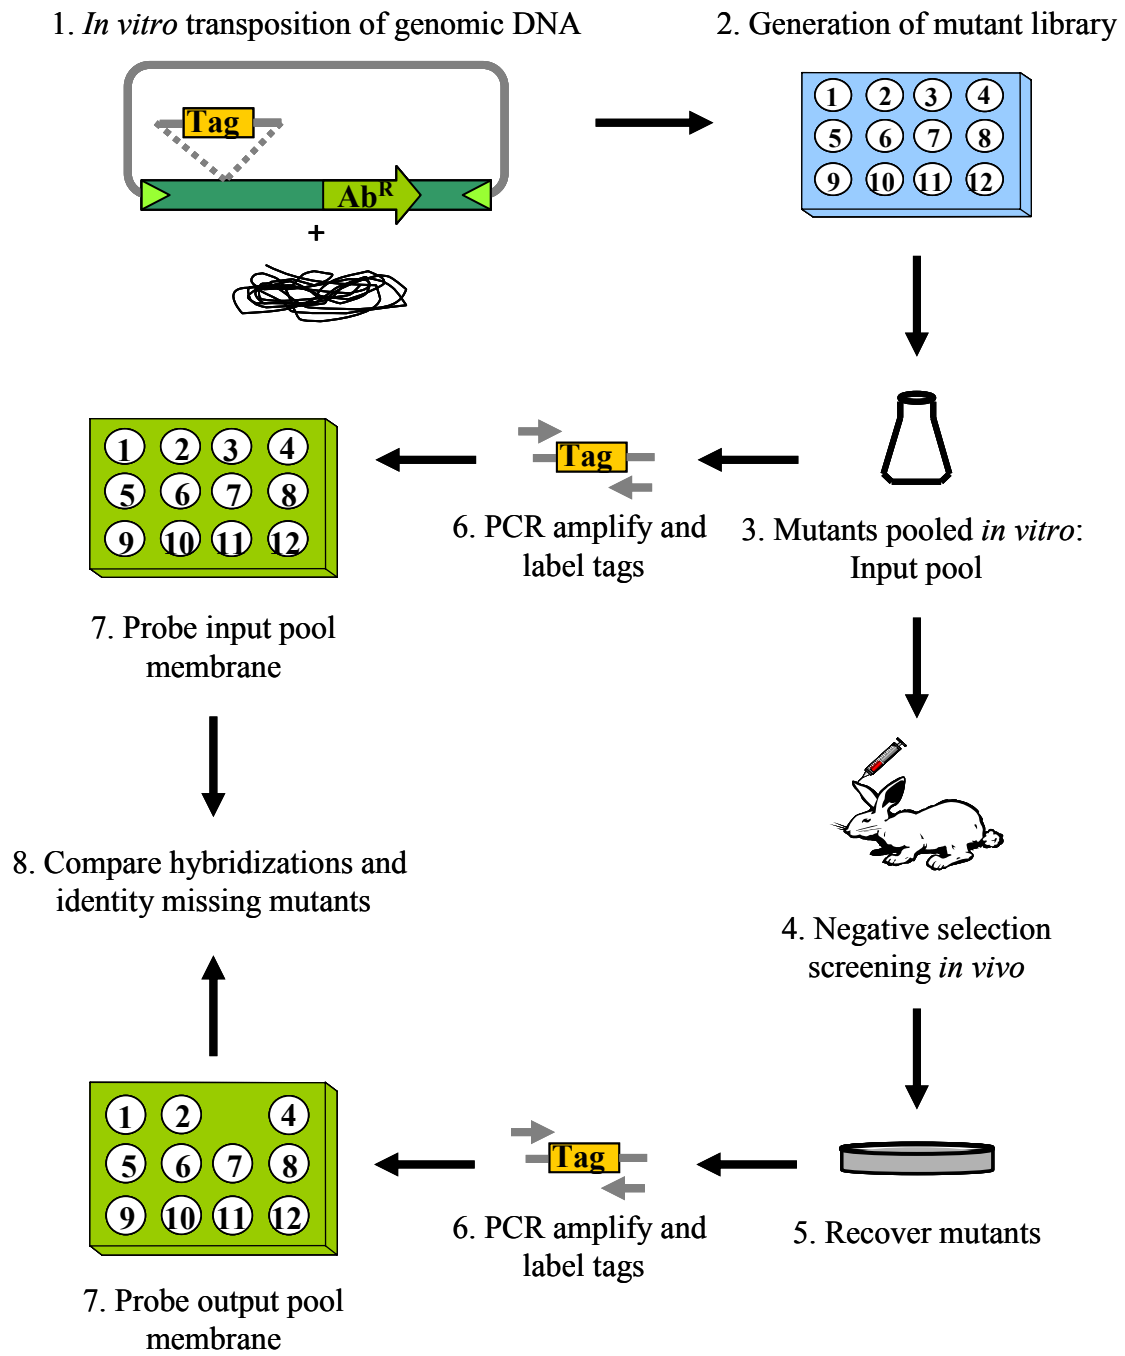 1. In vitro transposition of genomic DNA
Tag
Ab^R
+
2. Generation of mutant library
1 2 3 4
5 6 7 8
9 10 11 12
3. Mutants pooled in vitro:
Input pool
Tag
6. PCR amplify and
label tags
1 2 3 4
5 6 7 8
9 10 11 12
7. Probe input pool
membrane
4. Negative selection
screening in vivo
5. Recover mutants
Tag
6. PCR amplify and
label tags
1 2 4
5 6 7 8
9 10 11 12
7. Probe output pool
membrane
8. Compare hybridizations and
identity missing mutants